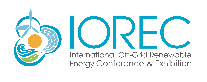 IOREC
International Off-Grid Renewable
Energy Conference & Exhibition